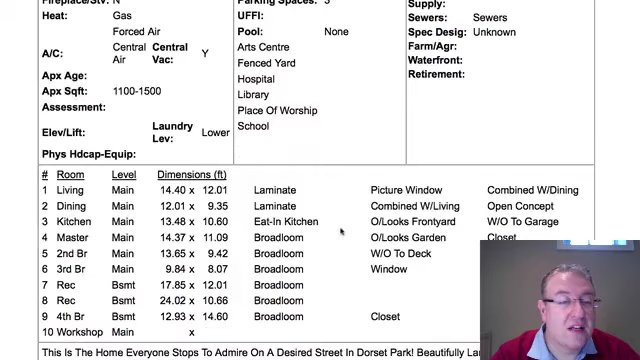 Fireplace/Stv: N Parking Spaces: 3 Supply:
Heat: Gas UFFI: Sewers: Sewers
Forced Air Pool: None Spec Desig: Unknown
A/C: Central Air Central Vac: Y Arts Centre Farm/Agr:
Fenced Yard Waterfront:
Apx Age: Hospital Retirement:
Apx Sqft: 1100-1500 Library
Assessment: Place Of Worship
Elev/Lift: Laundry Lev: Lower School
Phys Hdcap-Equip:
# Room Level Dimensions (ft)
1 Living Main 14.40 x 12.01 Laminate Picture Window Combined W/Dining
2 Dining Main 12.01 x 9.35 Laminate Combined W/Living Open Concept
3 Kitchen Main 13.48 x 10.60 Eat-In Kitchen O/Looks Frontyard W/O To Garage
4 Master Main 14.37 x 11.09 Broadloom O/Looks Garden Closet
5 2nd Br Main 13.65 x 9.42 Broadloom W/O To Deck
6 3rd Br Main 9.84 x 8.07 Broadloom Window
7 Rec Bsmt 17.85 x 12.01 Broadloom
8 Rec Bsmt 24.02 x 10.66 Broadloom
9 4th Br Bsmt 12.93 x 14.60 Broadloom Closet
10 Workshop Main x
This Is The Home Everyone Stops To Admire On A Desired Street In Dorset Park! Beautifully